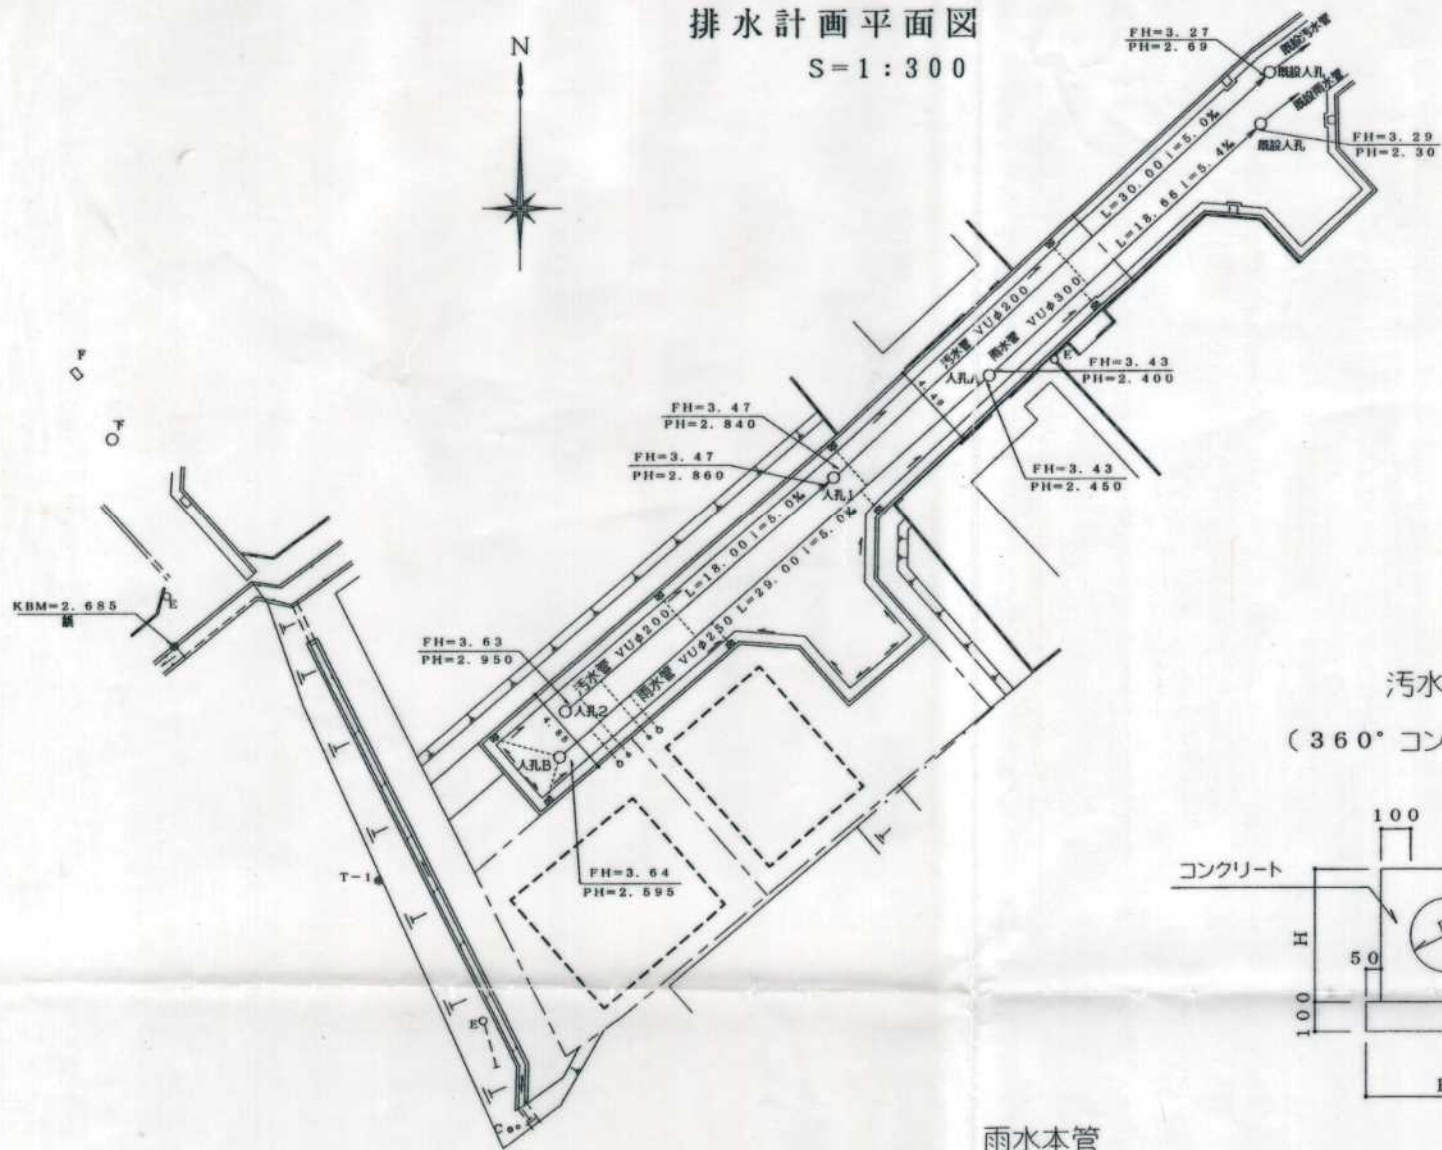 排水計画平面図
S=1:300
N
FH=3.27
PH=2.69
既設汚水管
既設人孔
既設雨水管
FH=3.29
PH=2.30
既設人孔
L=30.00 i=5.0‰
L=18.66 i=5.4‰
汚水管 VUφ200
雨水管 VUφ300
E
FH=3.43
PH=2.400
人孔A
4.49
FH=3.47
PH=2.840
FH=3.47
PH=2.860
人孔1
FH=3.43
PH=2.450
F
下
E
KBM=2.685
汚水管 VUφ200 L=18.00 i=5.0‰
雨水管 VUφ250 L=29.00 i=5.0‰
FH=3.63
PH=2.950
人孔2
4.85
人孔B
FH=3.64
PH=2.595
T-1
E
C
汚水
(360°コン
100
コンクリート
H
50
100
雨水本管